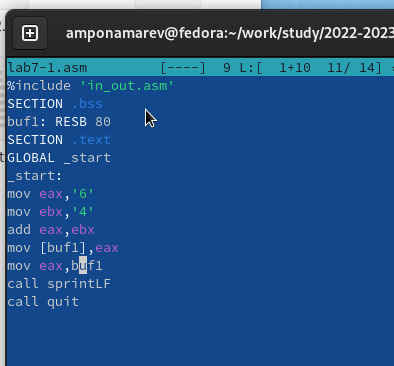 amponamarev@fedora:~/work/study/2022-2023
lab7-1.asm [----] 9 L:[ 1+10 11/ 14]
%include 'in_out.asm'
SECTION .bss
buf1: RESB 80
SECTION .text
GLOBAL _start
_start:
mov eax,'6'
mov ebx,'4'
add eax,ebx
mov [buf1],eax
mov eax,buf1
call sprintLF
call quit